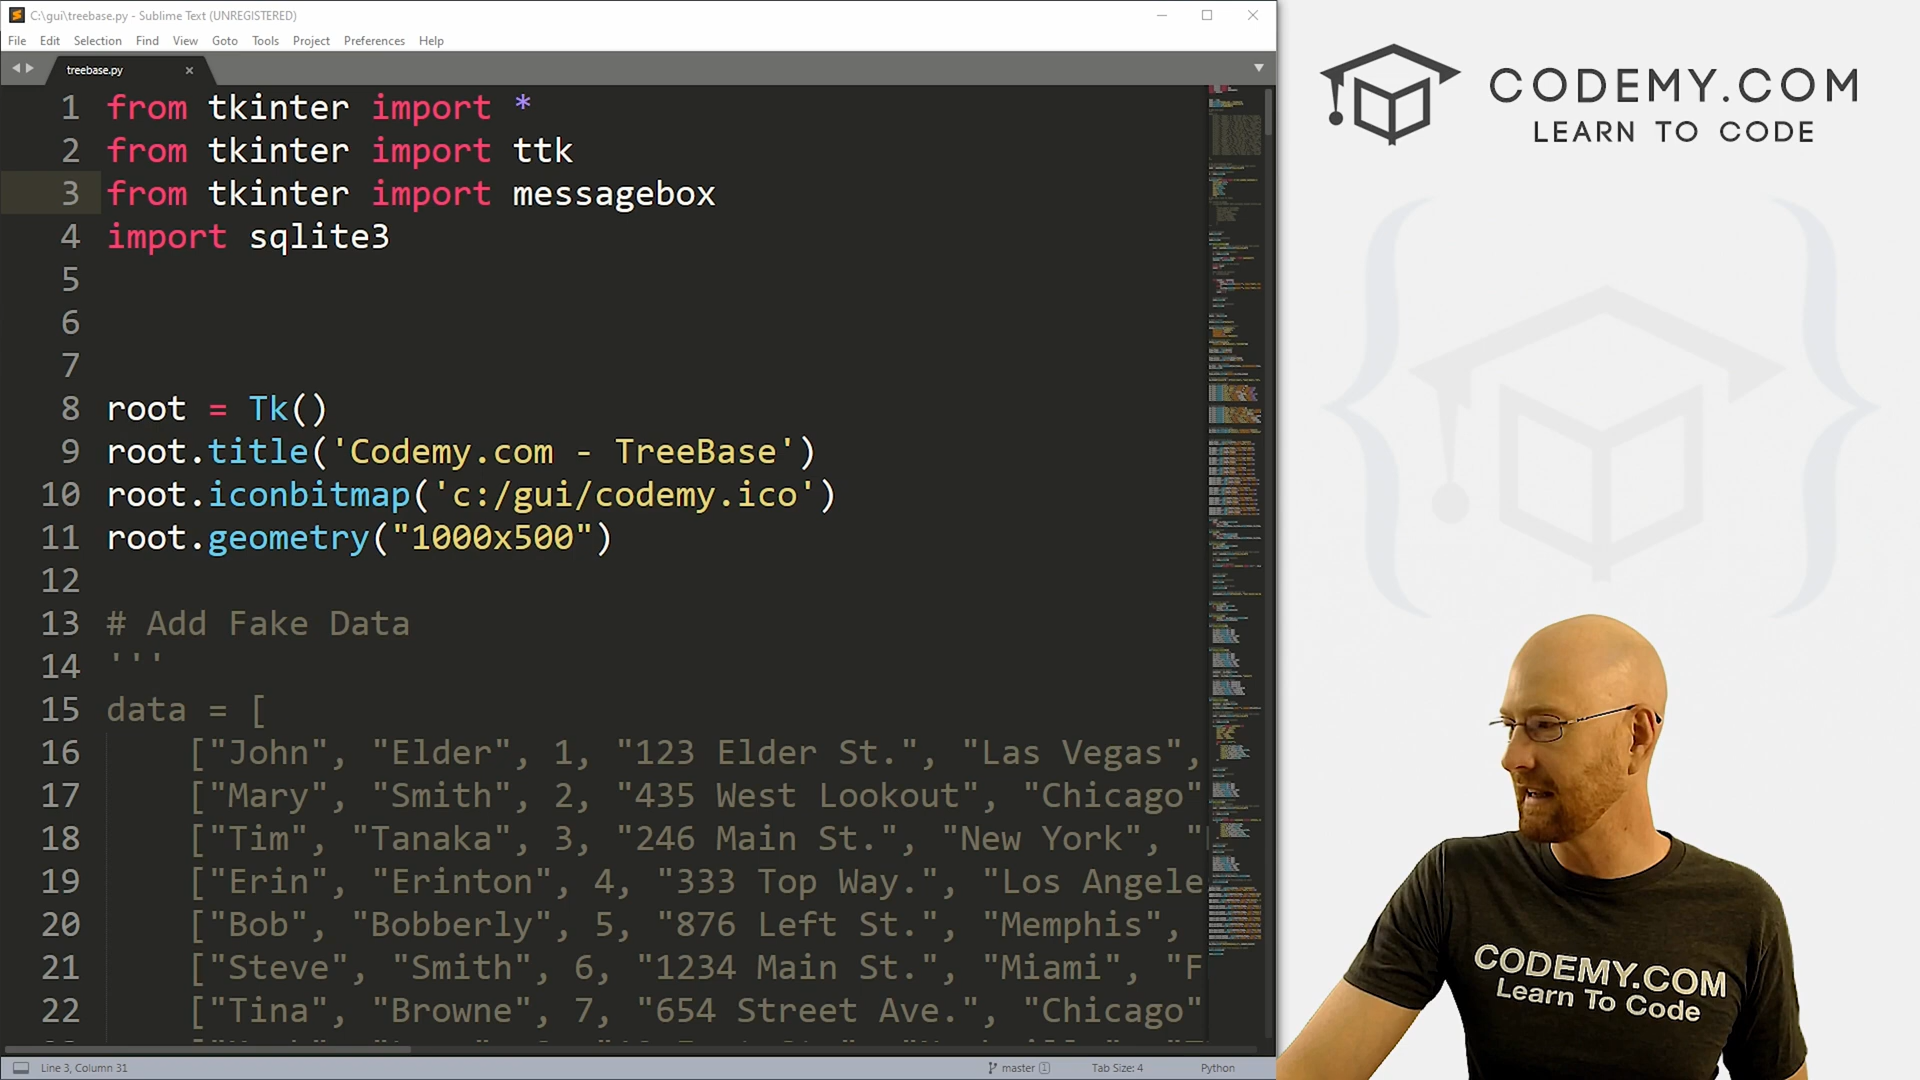 C:\gui\treebase.py - Sublime Text (UNREGISTERED)
File Edit Selection Find View Goto Tools Project Preferences Help
treebase.py
1 from tkinter import *
2 from tkinter import ttk
3 from tkinter import messagebox
4 import sqlite3
5
6
7
8 root = Tk()
9 root.title('Codemy.com - TreeBase')
10 root.iconbitmap('c:/gui/codemy.ico')
11 root.geometry("1000x500")
12
13 # Add Fake Data
14 '''
15 data = [
16 ["John", "Elder", 1, "123 Elder St.", "Las Vegas",
17 ["Mary", "Smith", 2, "435 West Lookout", "Chicago"
18 ["Tim", "Tanaka", 3, "246 Main St.", "New York", "
19 ["Erin", "Erinton", 4, "333 Top Way.", "Los Angele
20 ["Bob", "Bobberly", 5, "876 Left St.", "Memphis",
21 ["Steve", "Smith", 6, "1234 Main St.", "Miami", "F
22 ["Tina", "Browne", 7, "654 Street Ave.", "Chicago"
Line 3, Column 31
master 1
Tab Size: 4
Python
CODEMY.COM
LEARN TO CODE
CODEMY.COM
Learn To Code